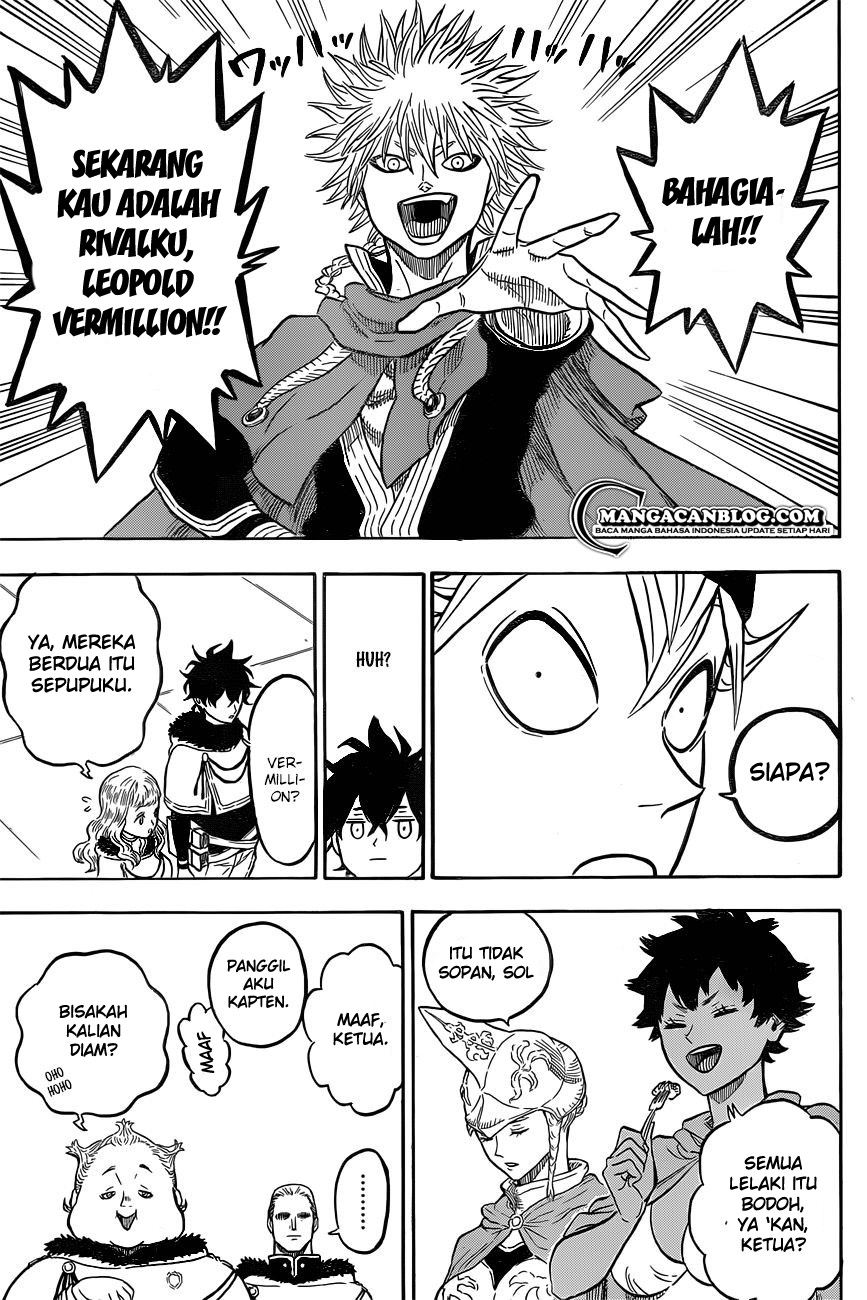 ワッハッハッハッ
BAHAGIA-
LAH!!
SEKARANG
KAU ADALAH
RIVALKU,
LEOPOLD
VERMILLION!!
MANGACANBLOG.COM
BACA MANGA BAHASA INDONESIA UPDATE SETIAP HARI
SIAPA?
HUH?
VER-
MILLI-
ON?
YA, MEREKA
BERDUA ITU
SEPUPUKU.
SEMUA
LELAKI ITU
BODOH,
YA 'KAN,
KETUA?
ITU TIDAK
SOPAN, SOL
MAAF,
KETUA.
PANGGIL
AKU
KAPTEN.
MAAF
.........
BISAKAH
KALIAN
DIAM?
OHO
HOHO